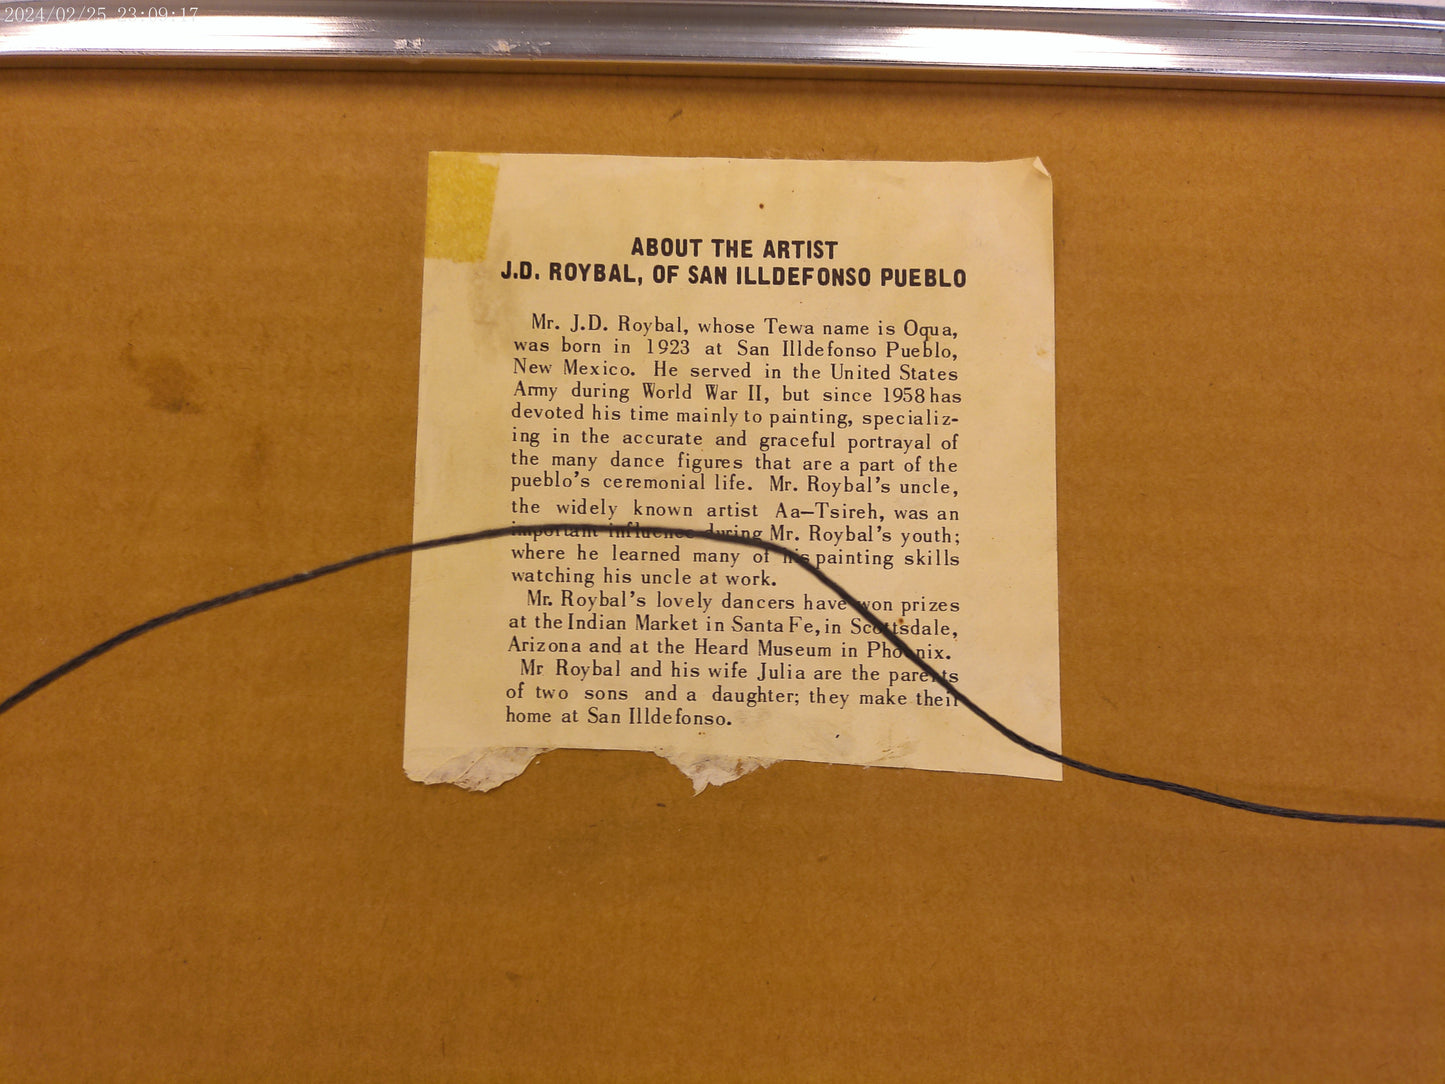 2024/02/25 23:09:17
ABOUT THE ARTIST
J.D. ROYBAL, OF SAN ILLDEFONSO PUEBLO
Mr. J.D. Roybal, whose Tewa name is Oqua,
was born in 1923 at San Illdefonso Pueblo,
New Mexico. He served in the United States
Army during World War II, but since 1958 has
devoted his time mainly to painting, specializ-
ing in the accurate and graceful portrayal of
the many dance figures that are a part of the
pueblo's ceremonial life. Mr. Roybal's uncle,
the widely known artist Aa—Tsireh, was an
important influence during Mr. Roybal's youth;
where he learned many of his painting skills
watching his uncle at work.
Mr. Roybal's lovely dancers have won prizes
at the Indian Market in Santa Fe, in Scottsdale,
Arizona and at the Heard Museum in Phoenix.
Mr Roybal and his wife Julia are the parents
of two sons and a daughter; they make their
home at San Illdefonso.